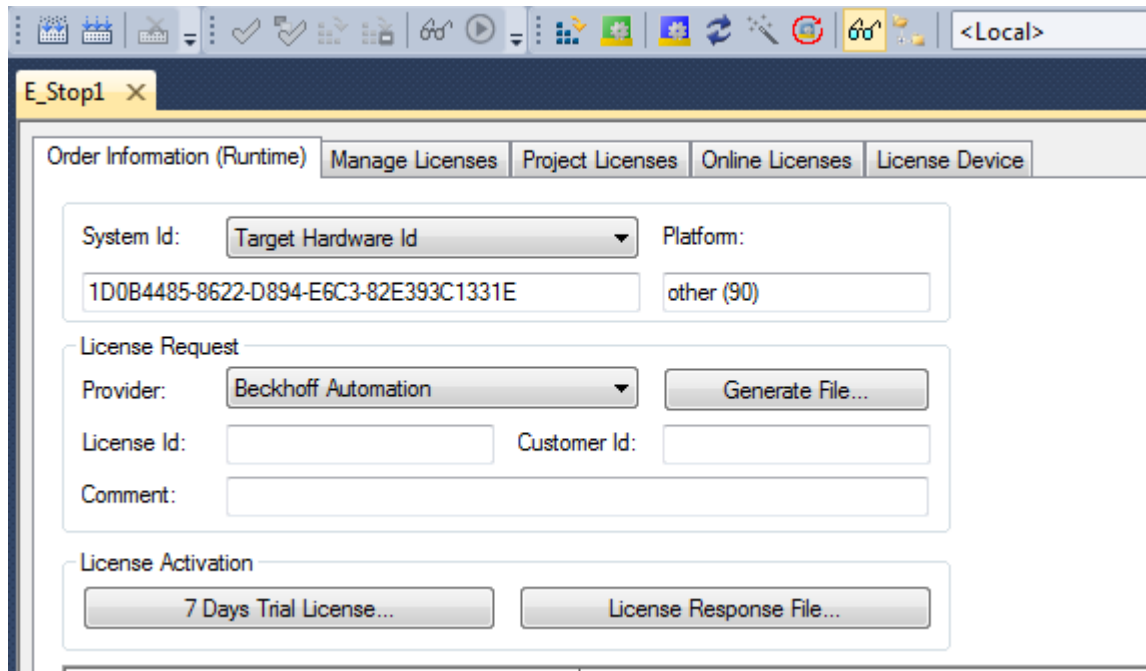 <Local>
E_Stop1
Order Information (Runtime) Manage Licenses Project Licenses Online Licenses License Device
System Id: Target Hardware Id Platform:
1D0B4485-8622-D894-E6C3-82E393C1331E other (90)
License Request
Provider: Beckhoff Automation Generate File...
License Id: Customer Id:
Comment:
License Activation
7 Days Trial License... License Response File...